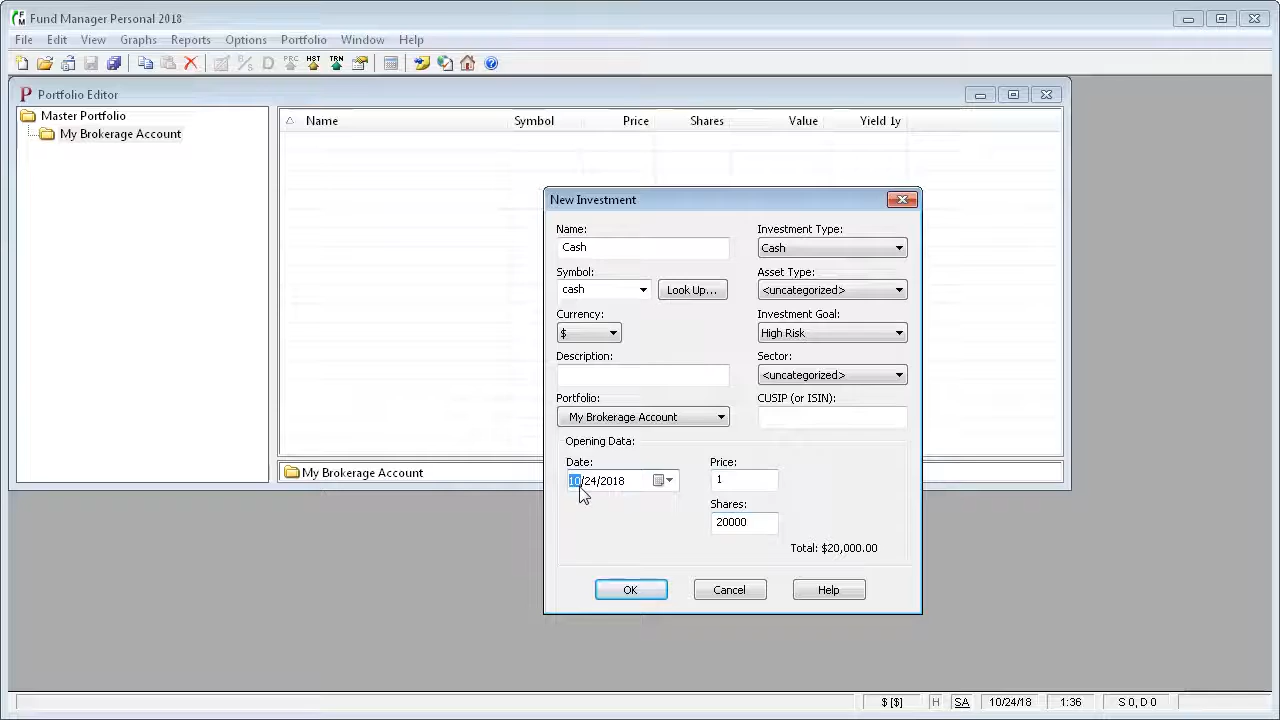 Fund Manager Personal 2018
File Edit View Graphs Reports Options Portfolio Window Help
PRC HST TRN
Portfolio Editor
Master Portfolio
My Brokerage Account
Name Symbol Price Shares Value Yield 1y
My Brokerage Account
New Investment
Name:
Cash
Investment Type:
Cash
Symbol:
cash
Look Up...
Asset Type:
<uncategorized>
Currency:
$
Investment Goal:
High Risk
Description:
Sector:
<uncategorized>
Portfolio:
My Brokerage Account
CUSIP (or ISIN):
Opening Data:
Date:
10/24/2018
Price:
1
Shares:
20000
Total: $20,000.00
OK Cancel Help
$ [$] H SA 10/24/18 1:36 S 0, D 0